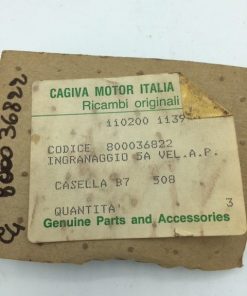 CAGIVA MOTOR ITALIA
Ricambi originali
110200 1139
CODICE 800036822
INGRANAGGIO 5A VEL.A.P.
CASELLA B7 508
QUANTITA' 3
Genuine Parts and Accessories
800036822